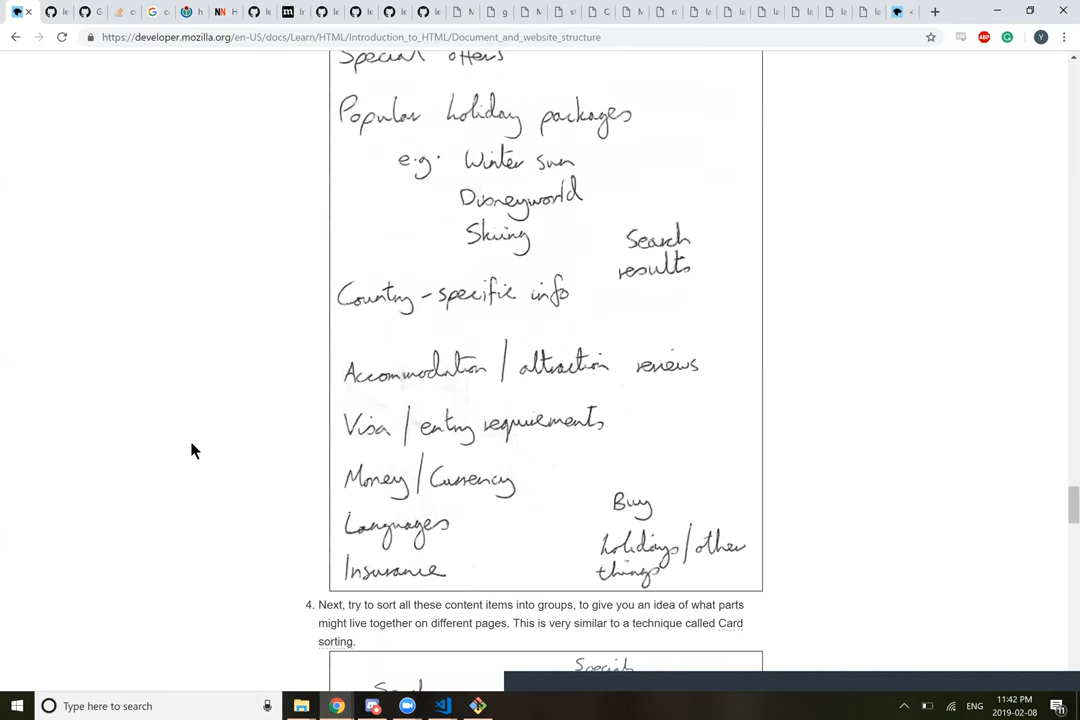 https://developer.mozilla.org/en-US/docs/Learn/HTML/Introduction_to_HTML/Document_and_website_structure
Special offers
Popular holiday packages
e.g. Winter sun
Disneyworld
Skiing
Search
results
Country-specific info
Accommodation / attraction reviews
Visa / entry requirements
Money / Currency
Languages
Insurance
Buy
holidays/other
things
4. Next, try to sort all these content items into groups, to give you an idea of what parts
might live together on different pages. This is very similar to a technique called Card
sorting.
Specials
Type here to search
ENG
11:42 PM
2019-02-08